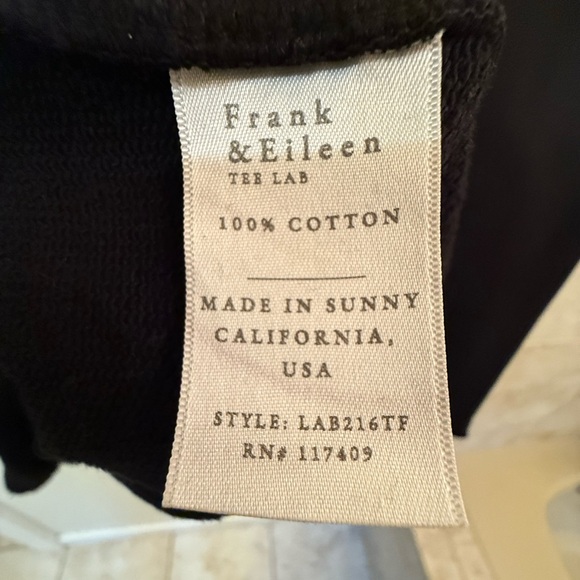 Frank
&Eileen
TEE LAB
100% COTTON
MADE IN SUNNY
CALIFORNIA,
USA
STYLE: LAB216TF
RN# 117409